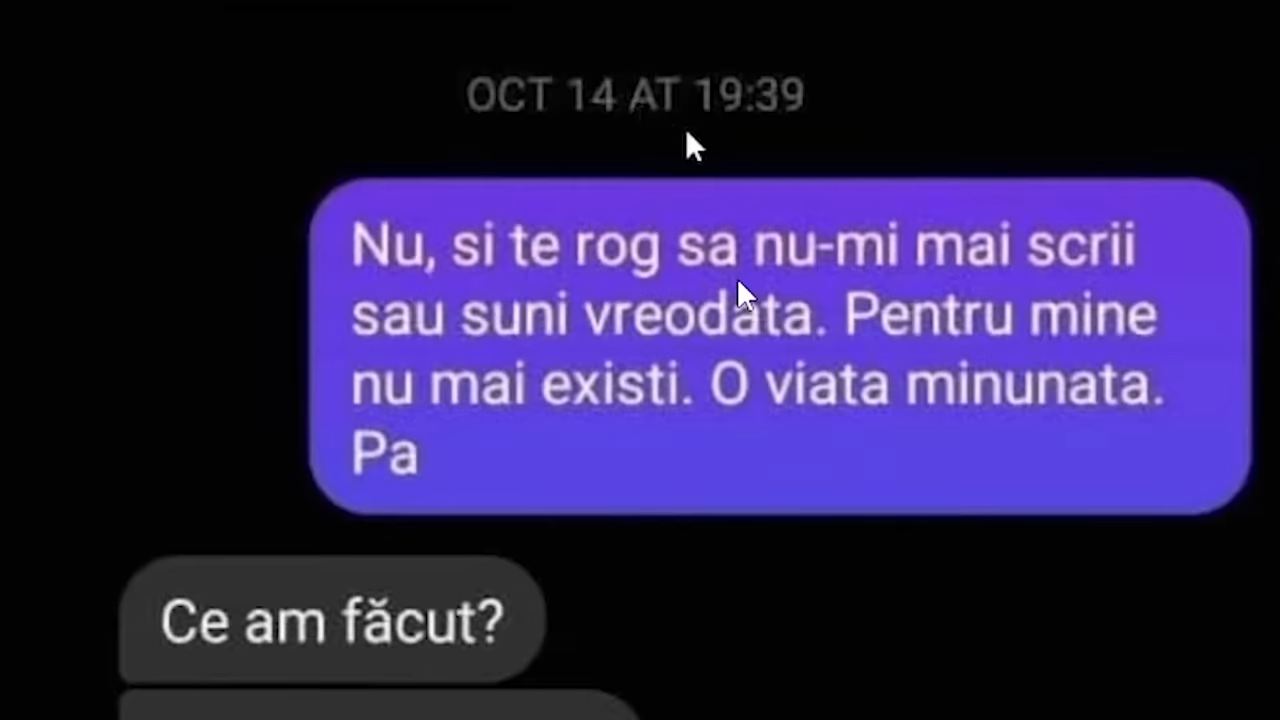 OCT 14 AT 19:39
Nu, si te rog sa nu-mi mai scrii
sau suni vreodata. Pentru mine
nu mai existi. O viata minunata.
Pa
Ce am făcut?